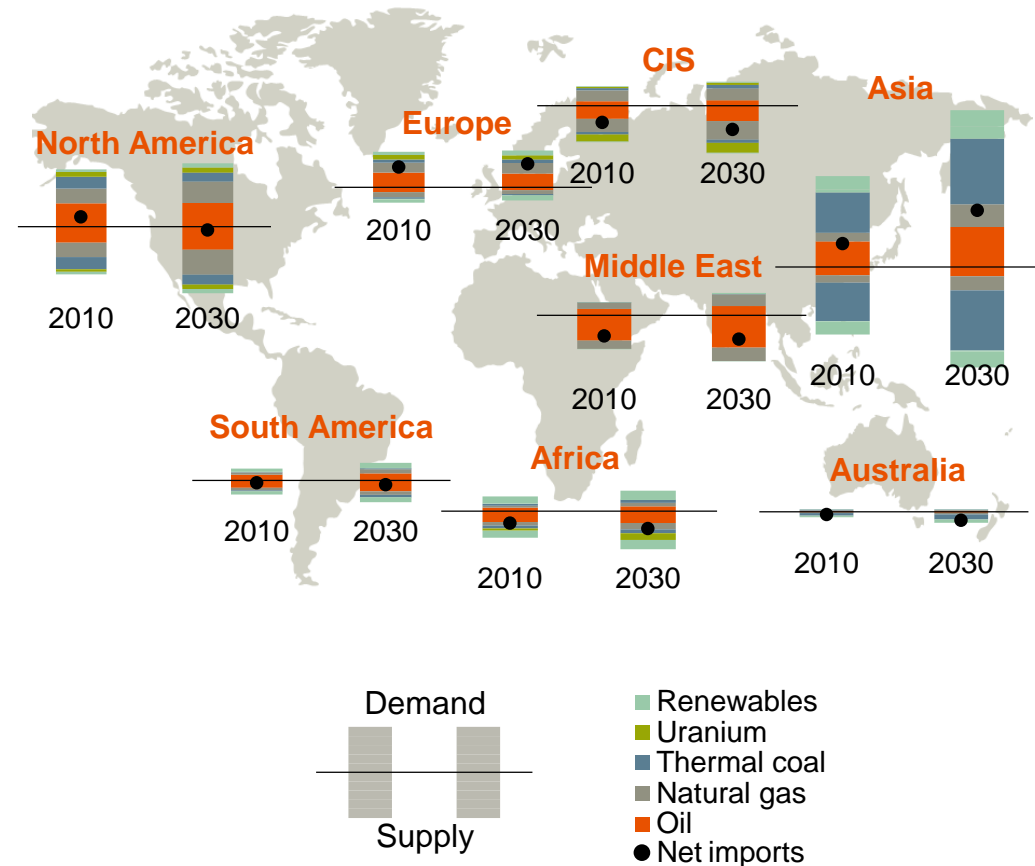 CIS
Asia
Europe
North America
2010
2030
2010
2030
2010
2030
Middle East
2010
2030
2010
2030
2010
2030
South America
Africa
Australia
2010
2030
2010
2030
2010
2030
Demand
Supply
Renewables
Uranium
Thermal coal
Natural gas
Oil
Net imports